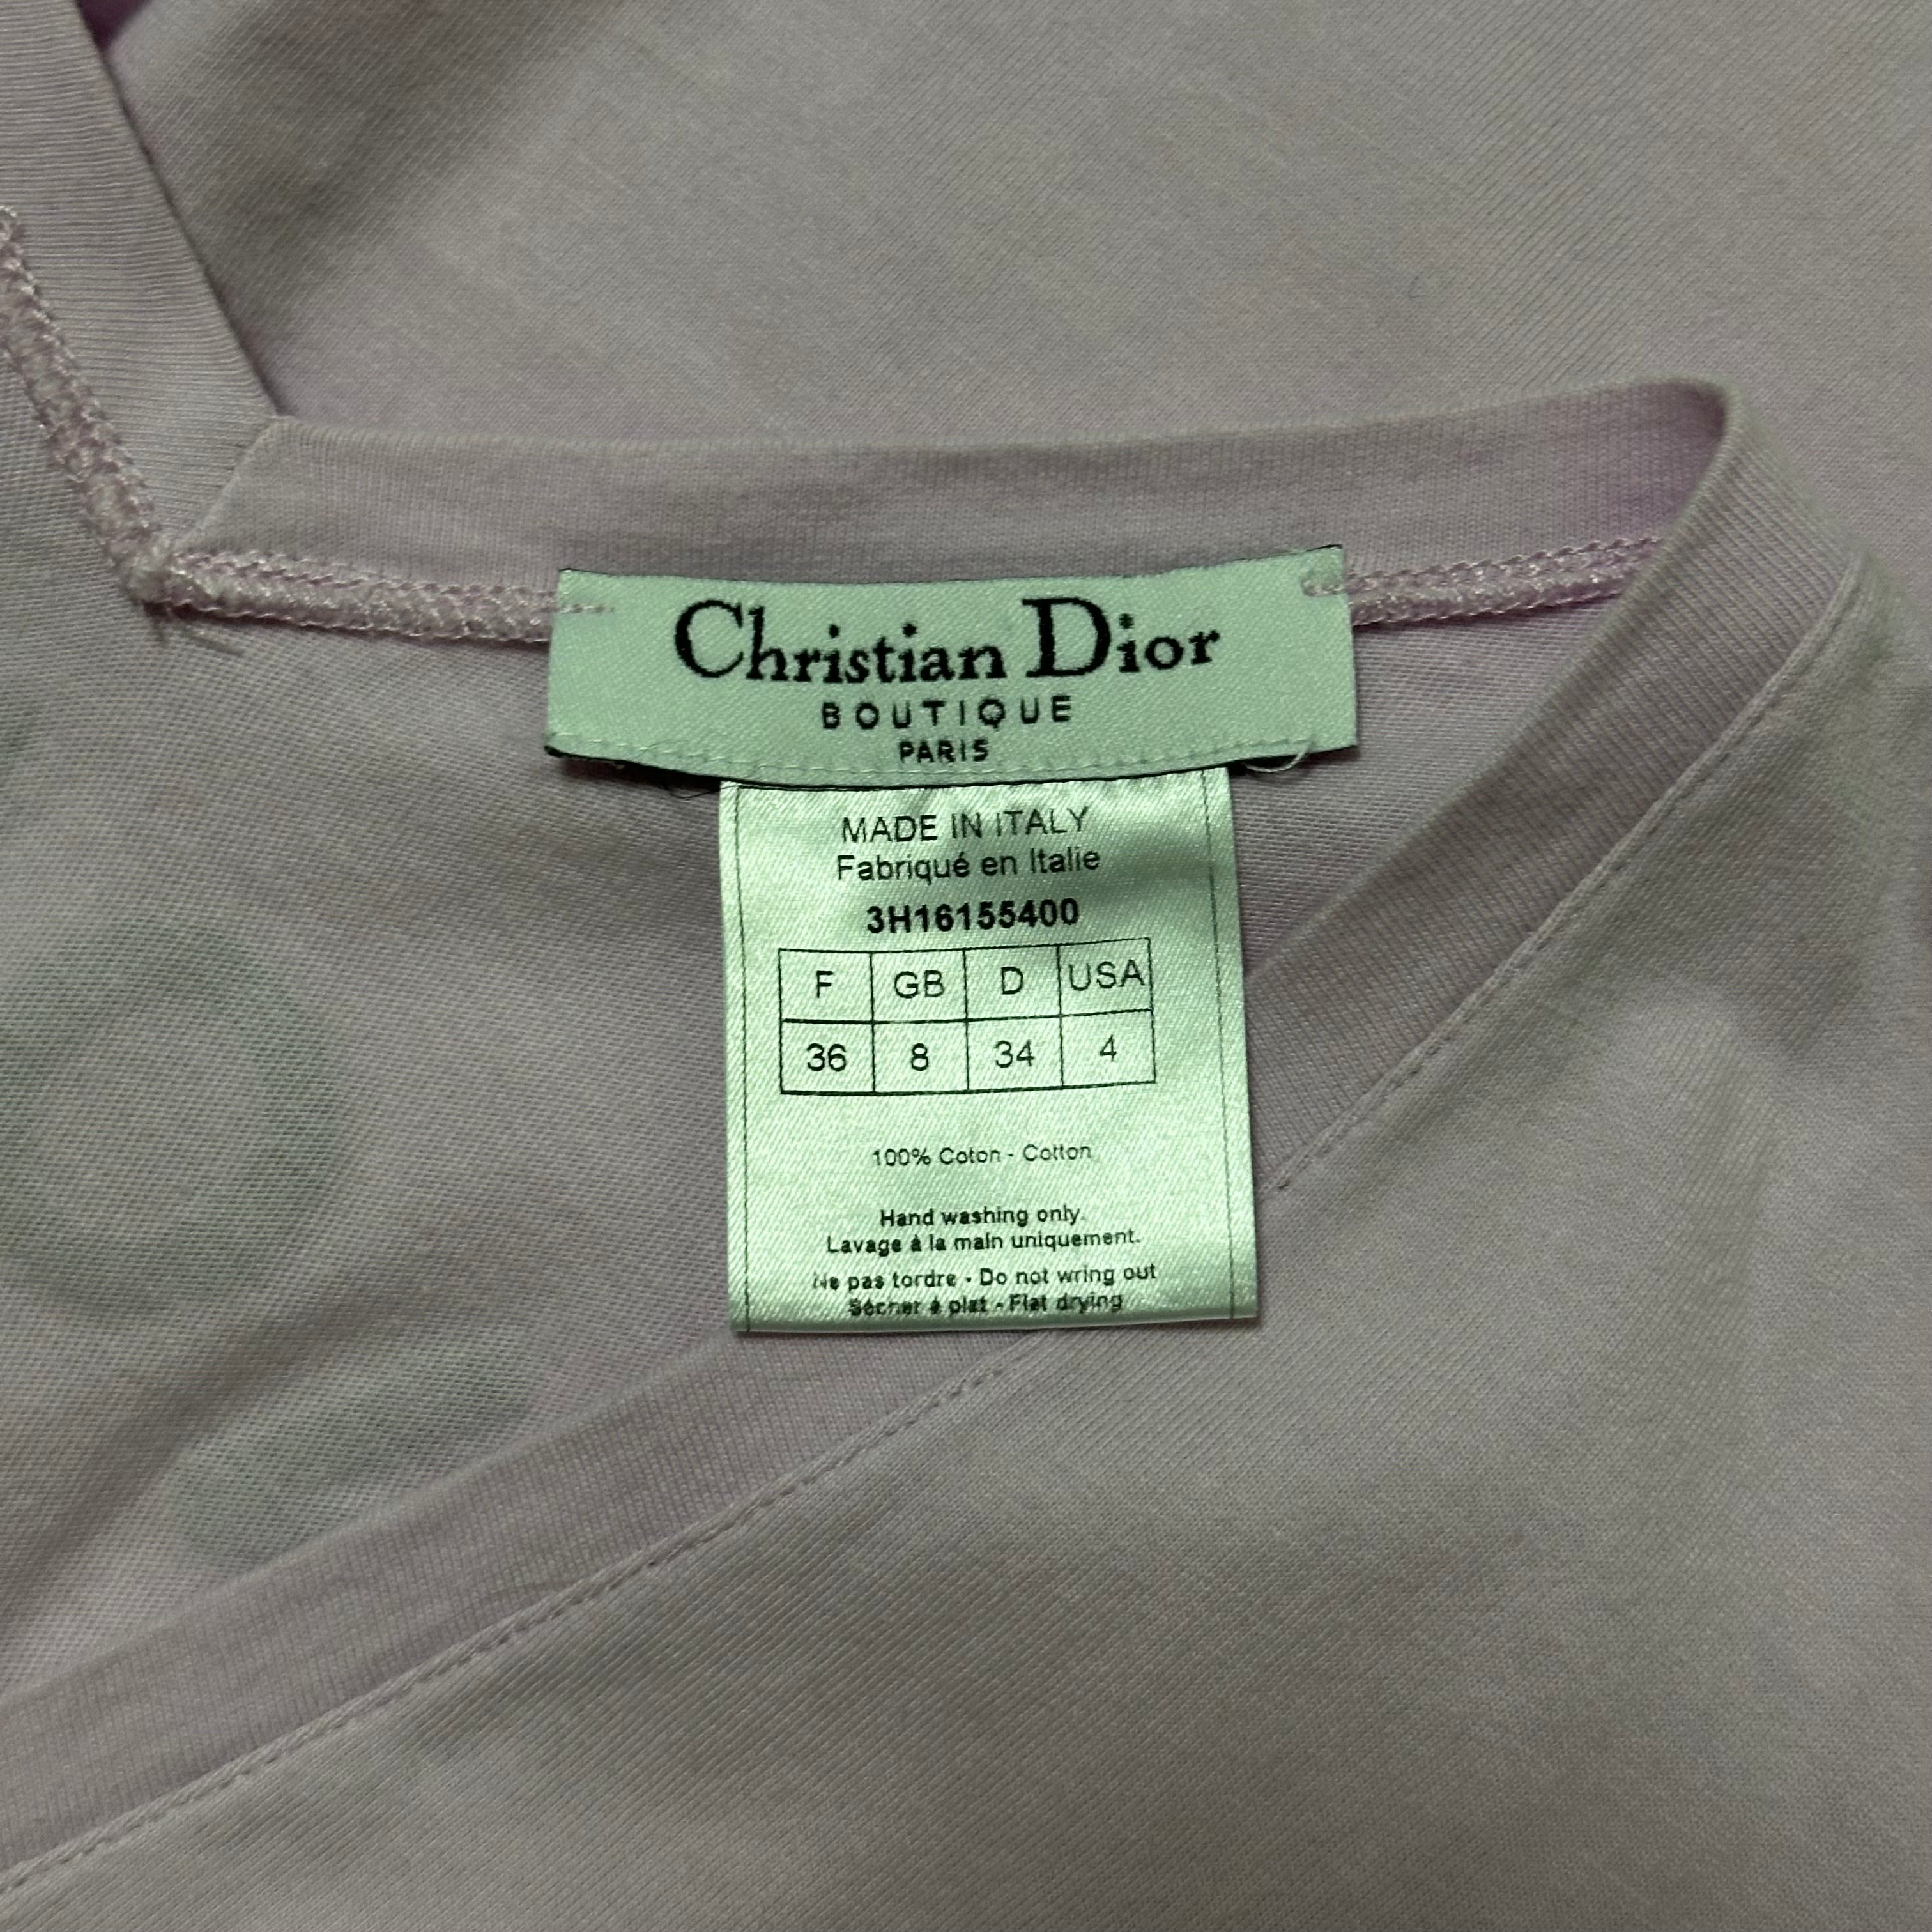 Christian Dior
BOUTIQUE
PARIS
MADE IN ITALY
Fabriqué en Italie
3H16155400
F GB D USA
36 8 34 4
100% Coton - Cotton
Hand washing only.
Lavage à la main uniquement.
Ne pas tordre - Do not wring out
Sécher à plat - Flat drying